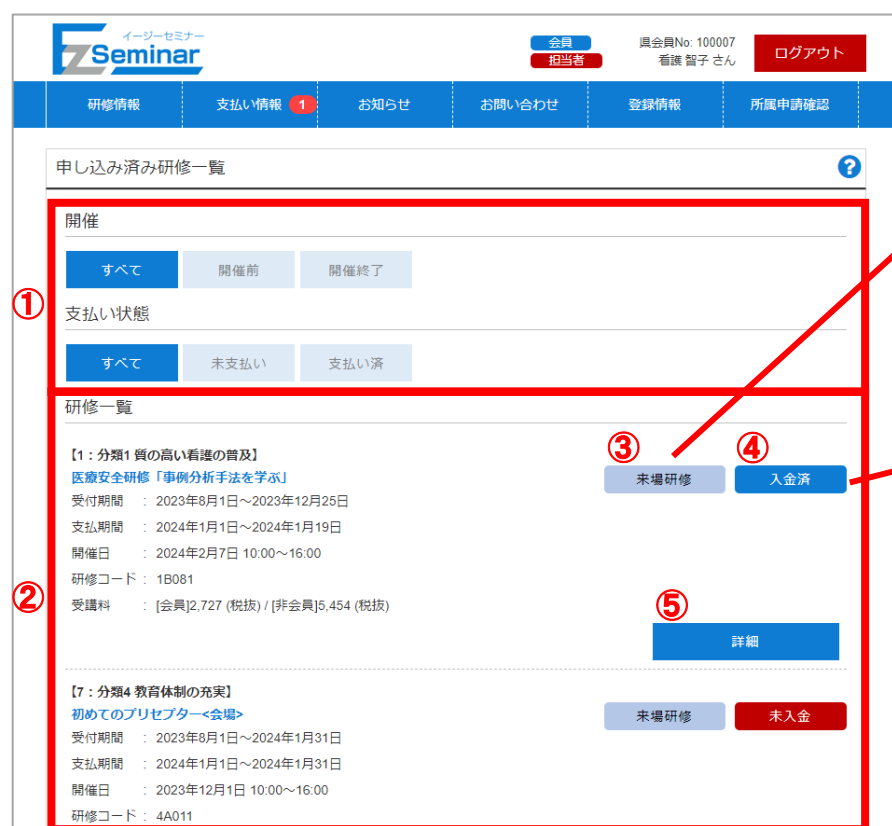 イージーセミナー
EZ Seminar
会員
担当者
県会員No: 100007
看護 智子 さん
ログアウト
研修情報
支払い情報 1
お知らせ
お問い合わせ
登録情報
所属申請確認
申し込み済み研修一覧
?
①
開催
すべて
開催前
開催終了
支払い状態
すべて
未支払い
支払い済
②
研修一覧
【1:分類1 質の高い看護の普及】
医療安全研修「事例分析手法を学ぶ」
③
来場研修
④
入金済
受付期間 : 2023年8月1日～2023年12月25日
支払期間 : 2024年1月1日～2024年1月19日
開催日 : 2024年2月7日 10:00～16:00
研修コード : 1B081
受講料 : [会員]2,727 (税抜) / [非会員]5,454 (税抜)
⑤
詳細
【7:分類4 教育体制の充実】
初めてのプリセプター<会場>
来場研修
未入金
受付期間 : 2023年8月1日～2024年1月31日
支払期間 : 2024年1月1日～2024年1月31日
開催日 : 2023年12月1日 10:00～16:00
研修コード : 4A011